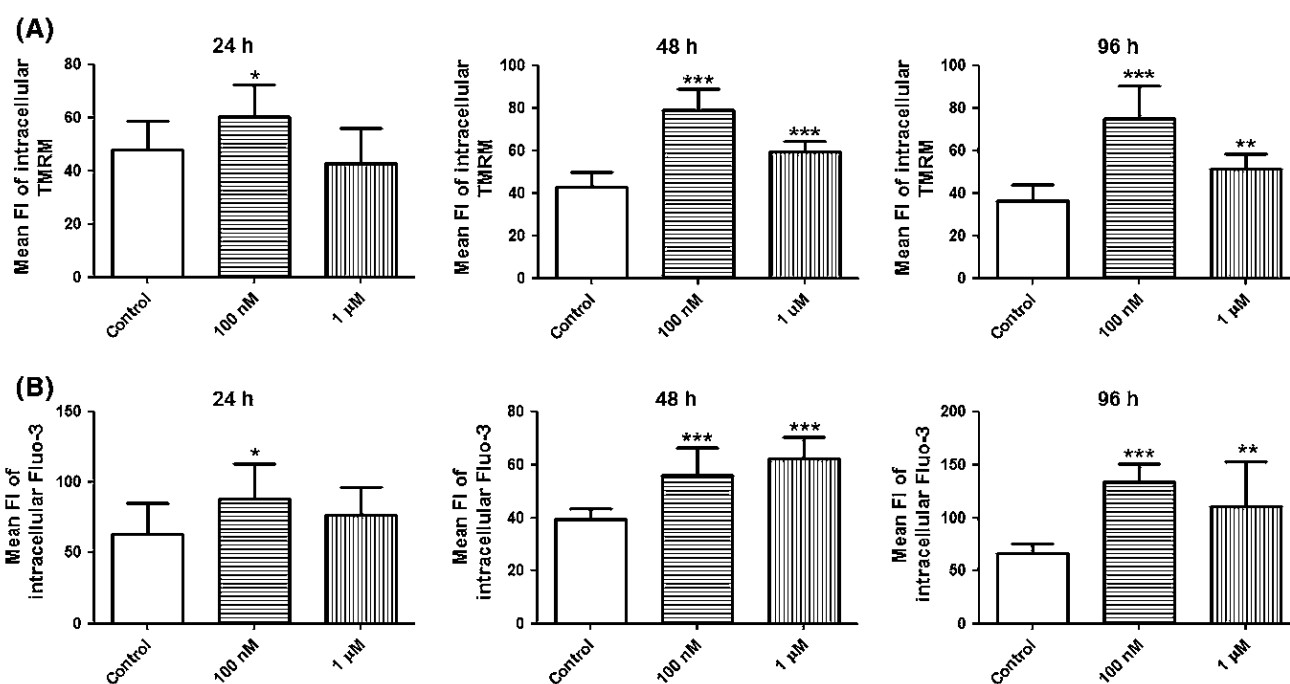 (A)
24 h
Mean FI of intracellular
TMRM
80
60
40
20
0
*
Control
100 nM
1 µM
48 h
Mean FI of intracellular
TMRM
100
80
60
40
20
0
***
***
Control
100 nM
1 uM
96 h
Mean FI of intracellular
TMRM
100
80
60
40
20
0
***
**
Control
100 nM
1 µM
(B)
24 h
Mean FI of
intracellular Fluo-3
150
100
50
0
*
Control
100 nM
1 µM
48 h
Mean FI of
intracellular Fluo-3
80
60
40
20
0
***
***
Control
100 nM
1 µM
96 h
Mean FI of
intracellular Fluo-3
200
150
100
50
0
***
**
Control
100 nM
1 µM